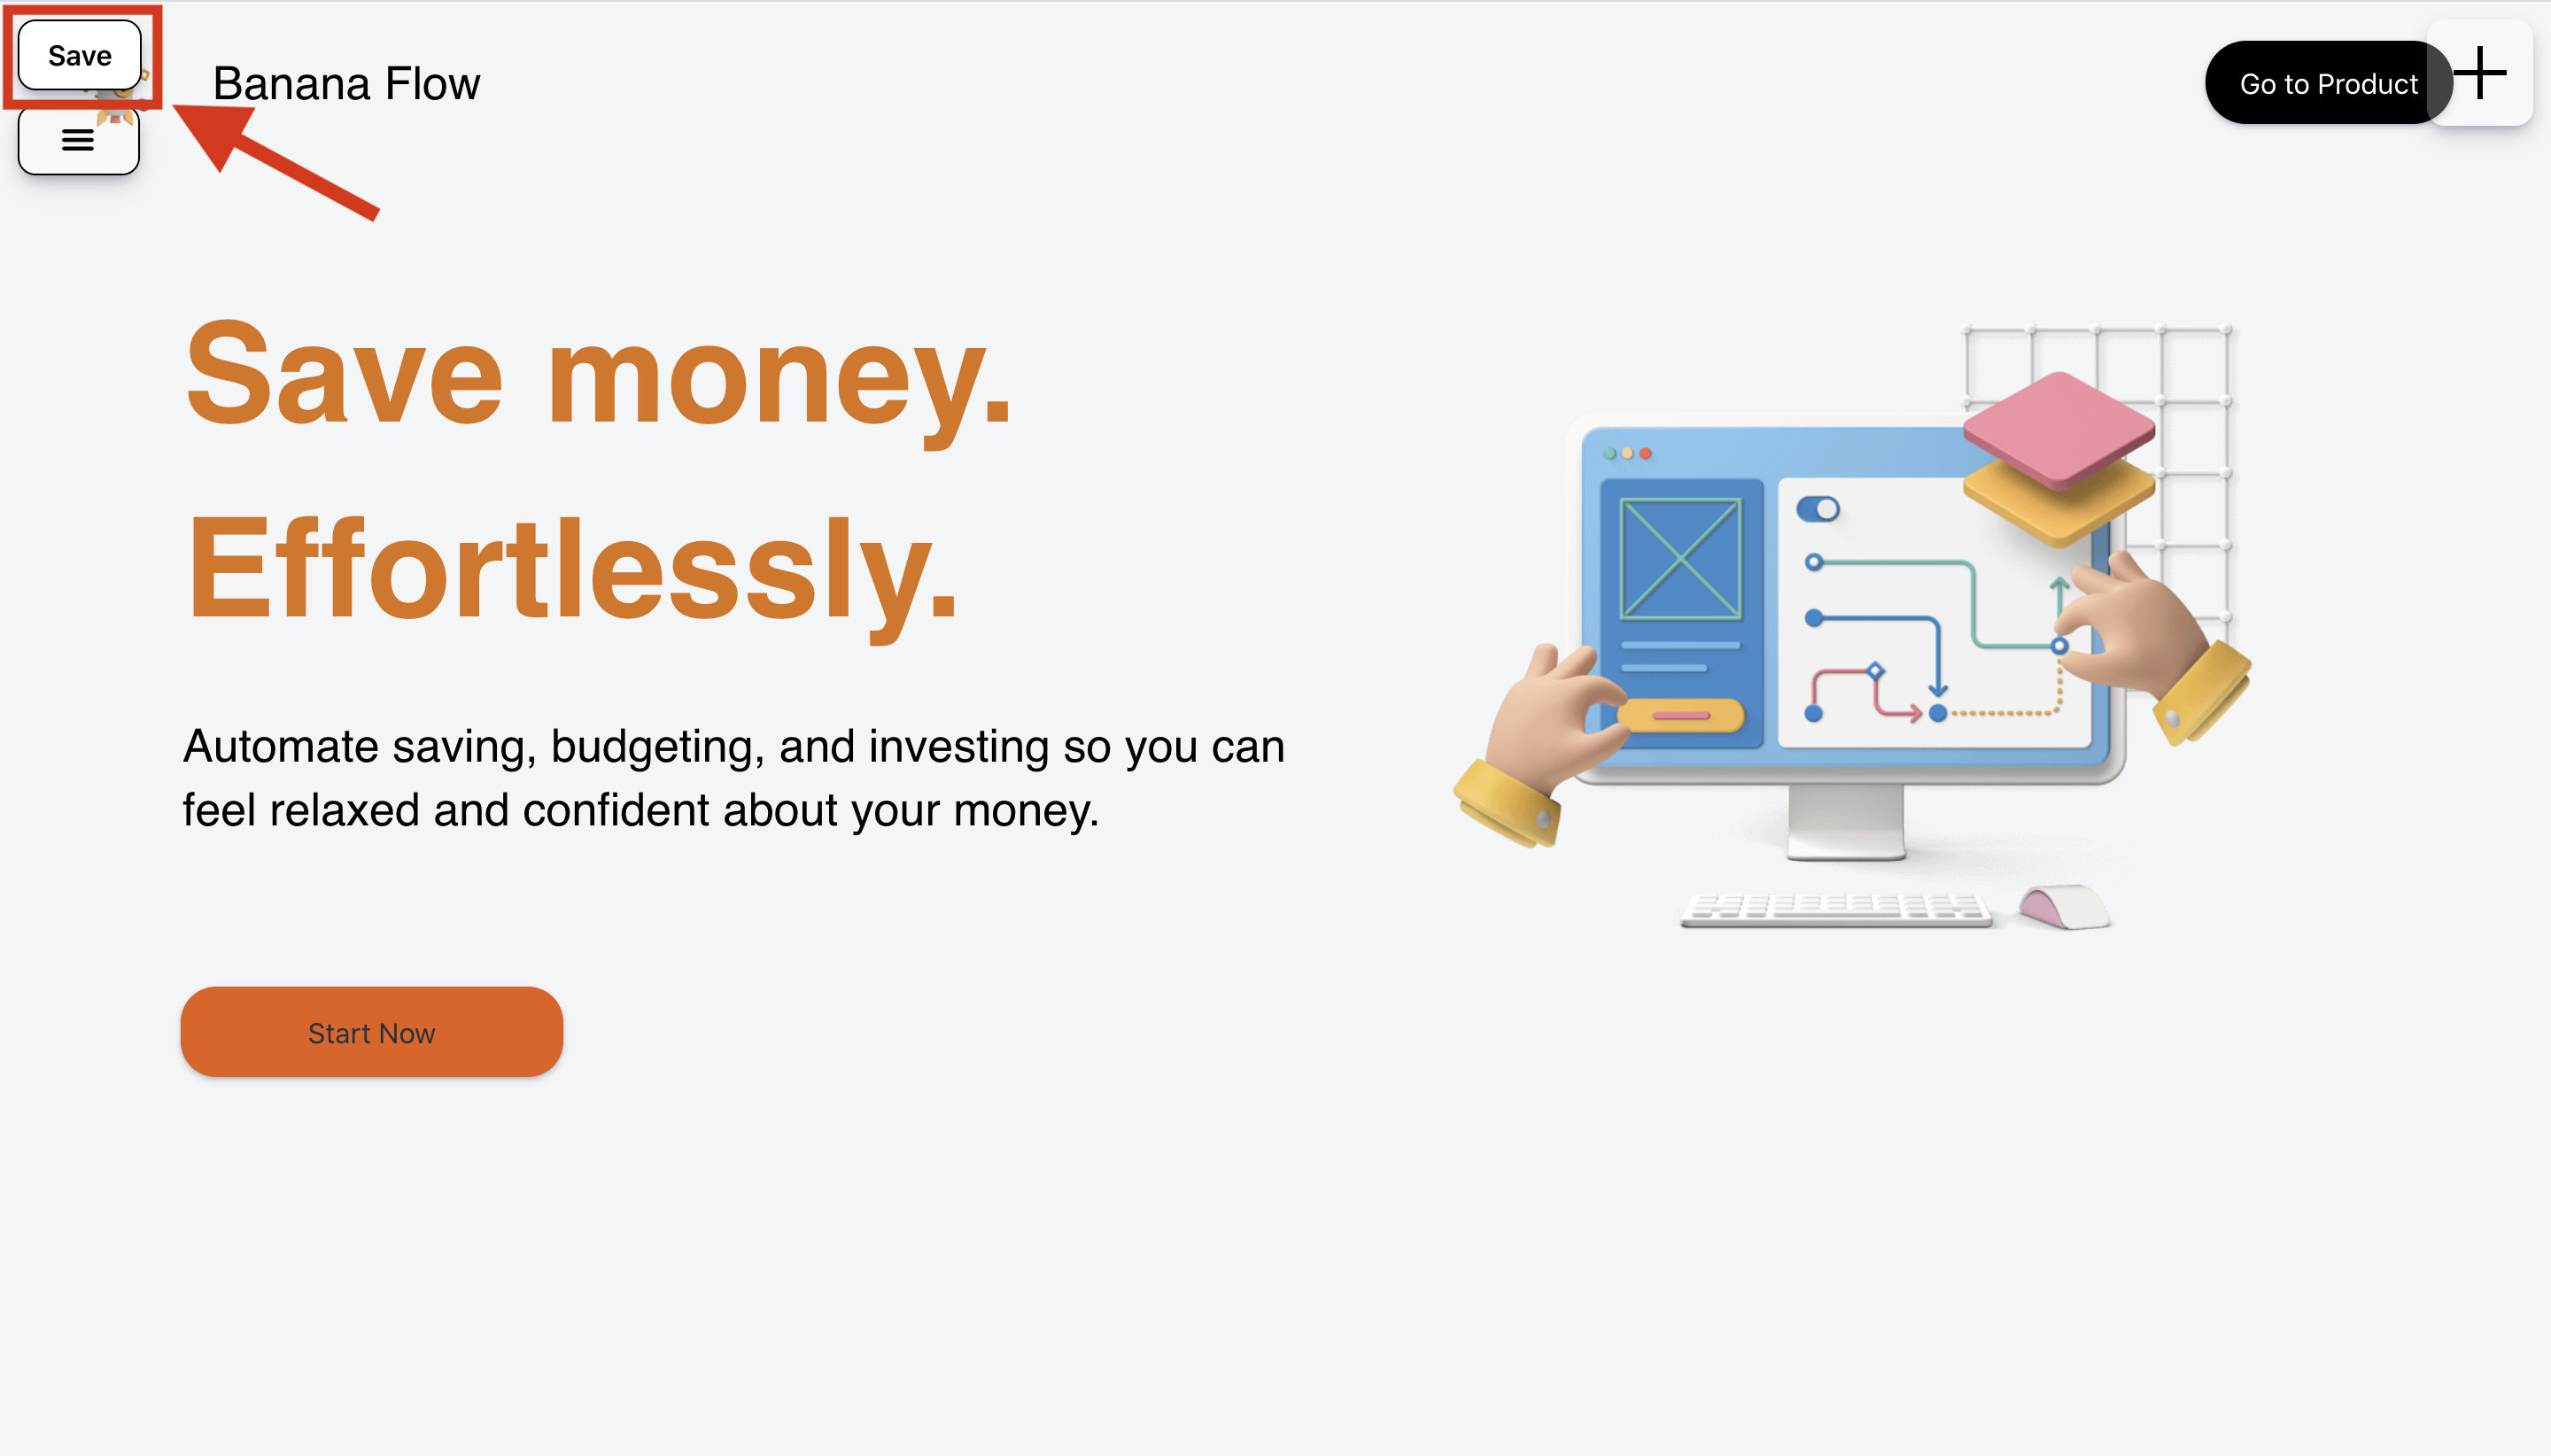 Save
Banana Flow
Go to Product
Save money.
Effortlessly.
Automate saving, budgeting, and investing so you can
feel relaxed and confident about your money.
Start Now